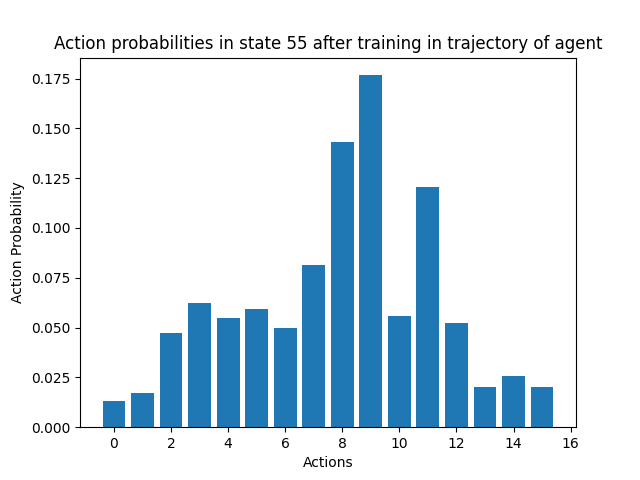 Action probabilities in state 55 after training in trajectory of agent
0.175
0.150
0.125
0.100
0.075
0.050
0.025
0.000
Action Probability
0 2 4 6 8 10 12 14 16
Actions